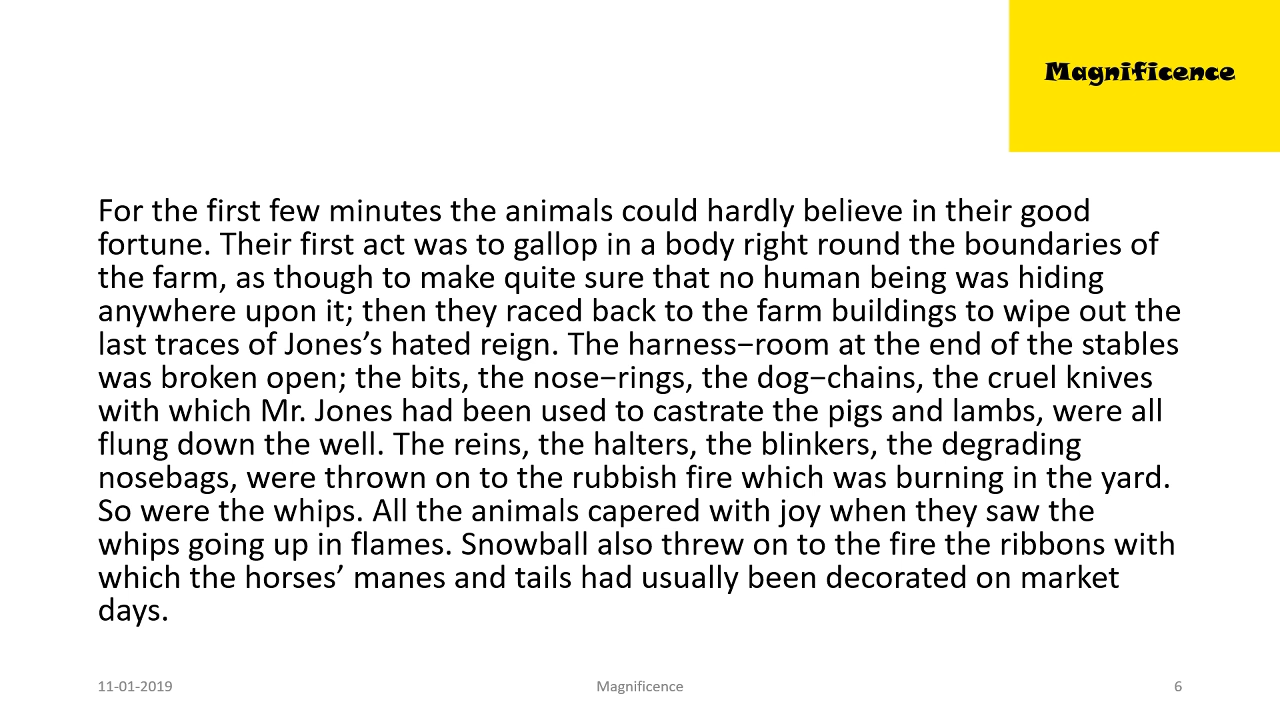 Magnificence
For the first few minutes the animals could hardly believe in their good
fortune. Their first act was to gallop in a body right round the boundaries of
the farm, as though to make quite sure that no human being was hiding
anywhere upon it; then they raced back to the farm buildings to wipe out the
last traces of Jones’s hated reign. The harness−room at the end of the stables
was broken open; the bits, the nose−rings, the dog−chains, the cruel knives
with which Mr. Jones had been used to castrate the pigs and lambs, were all
flung down the well. The reins, the halters, the blinkers, the degrading
nosebags, were thrown on to the rubbish fire which was burning in the yard.
So were the whips. All the animals capered with joy when they saw the
whips going up in flames. Snowball also threw on to the fire the ribbons with
which the horses’ manes and tails had usually been decorated on market
days.
11-01-2019
Magnificence
6